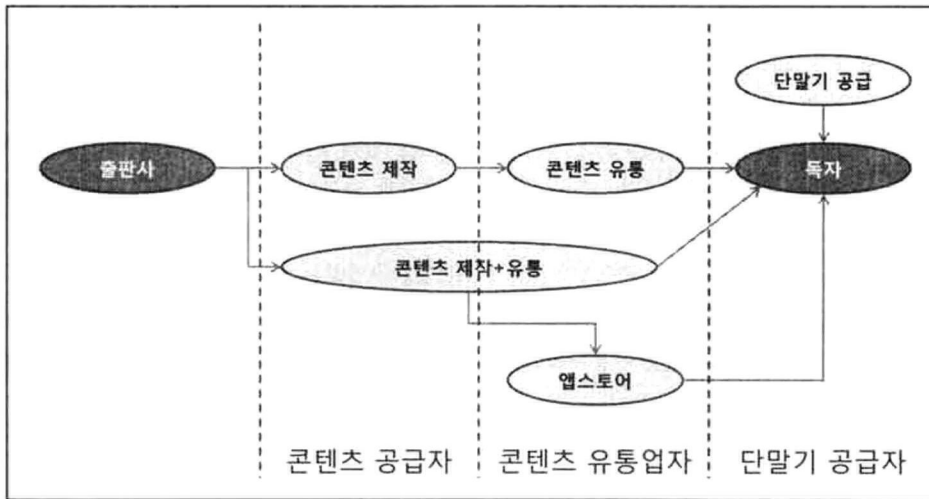 단말기 공급
출판사
콘텐츠 제작
콘텐츠 유통
독자
콘텐츠 제작+유통
앱스토어
콘텐츠 공급자
콘텐츠 유통업자
단말기 공급자